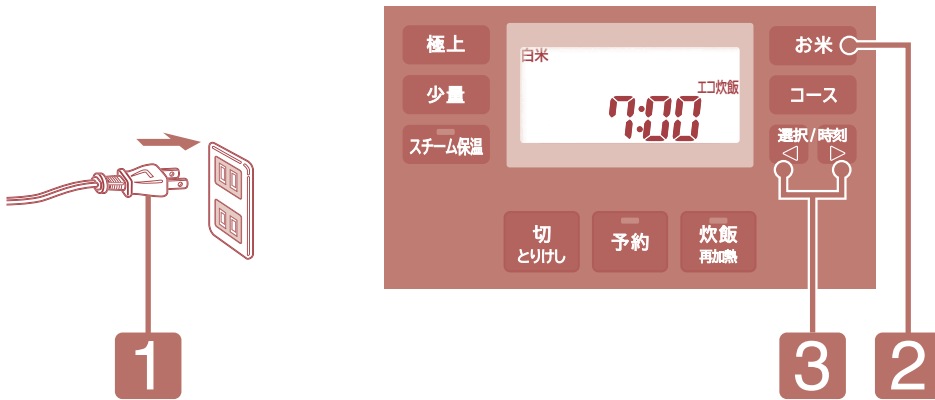 極上
少量
スチーム保温
白米
エコ炊飯
7:00
お米
コース
選択/時刻
◁ ▷
切
とりけし
予約
炊飯
再加熱
1
3
2